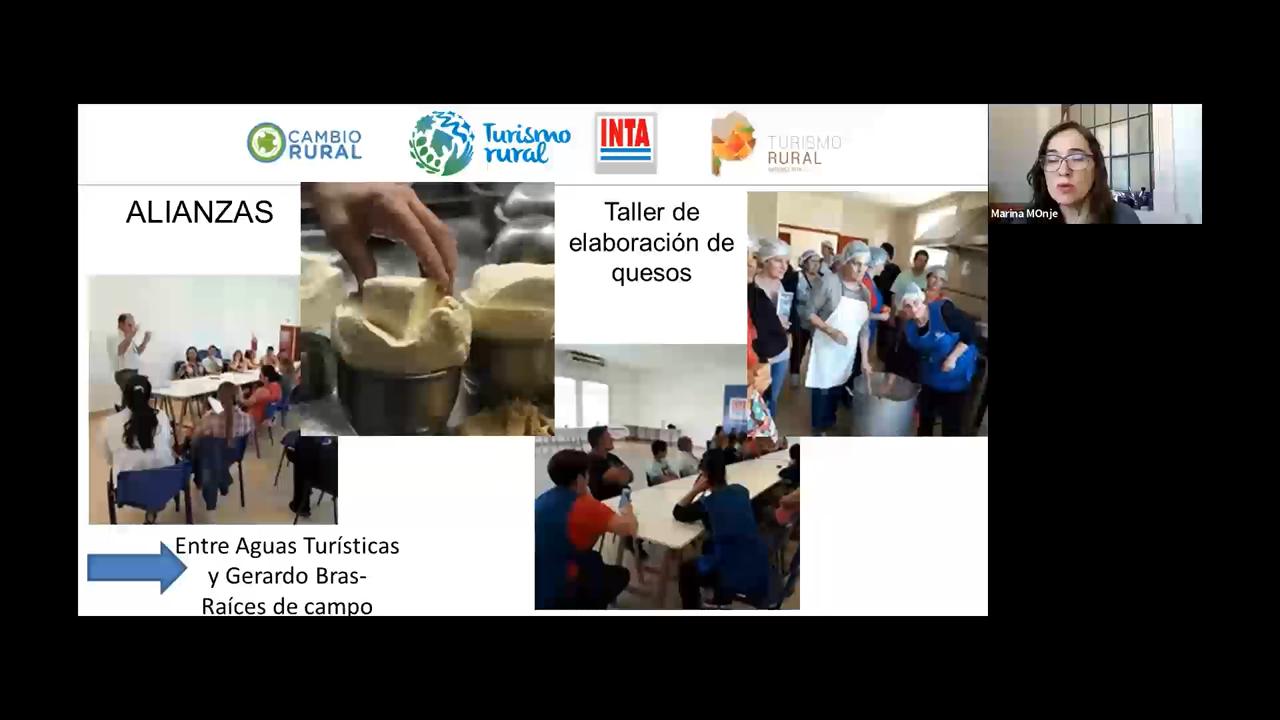 CAMBIO
RURAL
Turismo
rural
INTA
TURISMO
RURAL
ALIANZAS
Taller de
elaboración de
quesos
Entre Aguas Turísticas
y Gerardo Bras-
Raíces de campo
Marina MOnje